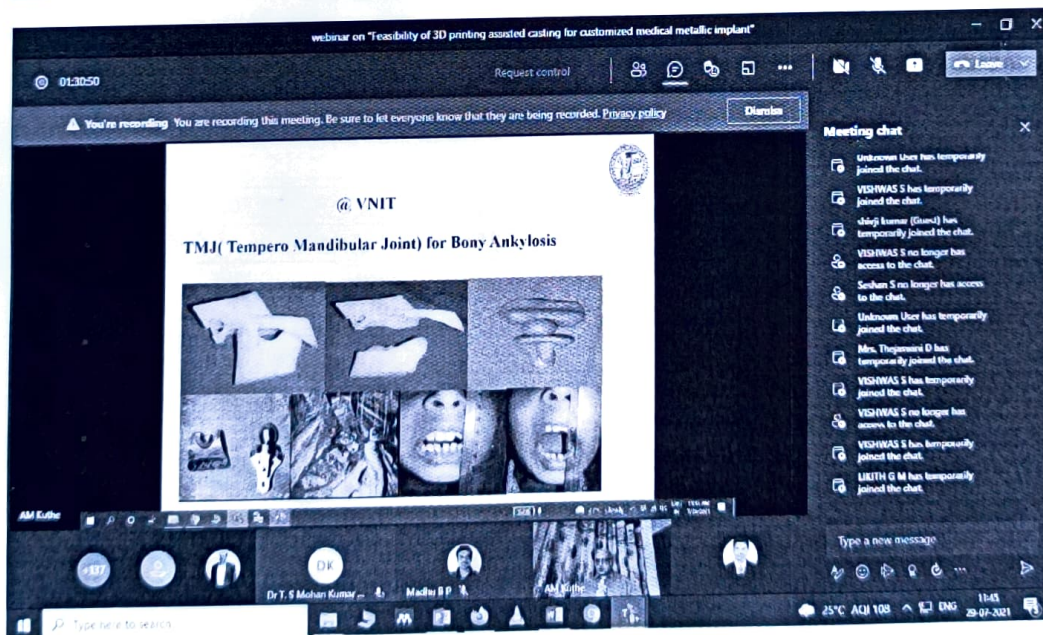 webinar on "Feasibility of 3D printing assisted casting for customized medical metallic implant"
01:30:50
Request control
Leave
You're recording You are recording this meeting. Be sure to let everyone know that they are being recorded. Privacy policy
Dismiss
@ VNIT
TMJ( Tempero Mandibular Joint) for Bony Ankylosis
AM Kuthe
Meeting chat
Unknown User has temporarily
joined the chat.
VISHWAS S has temporarily
joined the chat.
shivji kumar (Guest) has
temporarily joined the chat.
VISHWAS S no longer has
access to the chat.
Seshan S no longer has access
to the chat.
Unknown User has temporarily
joined the chat.
Mrs. Thejaswini D has
temporarily joined the chat.
VISHWAS S has temporarily
joined the chat.
VISHWAS S no longer has
access to the chat.
VISHWAS S has temporarily
joined the chat.
LIKITH G M has temporarily
joined the chat.
Type a new message
+137
DK
Dr T. S Mohan Kumar ...
Madhu B P
AM Kuthe
Type here to search
25°C AQI 108
ENG
11:45
29-07-2021